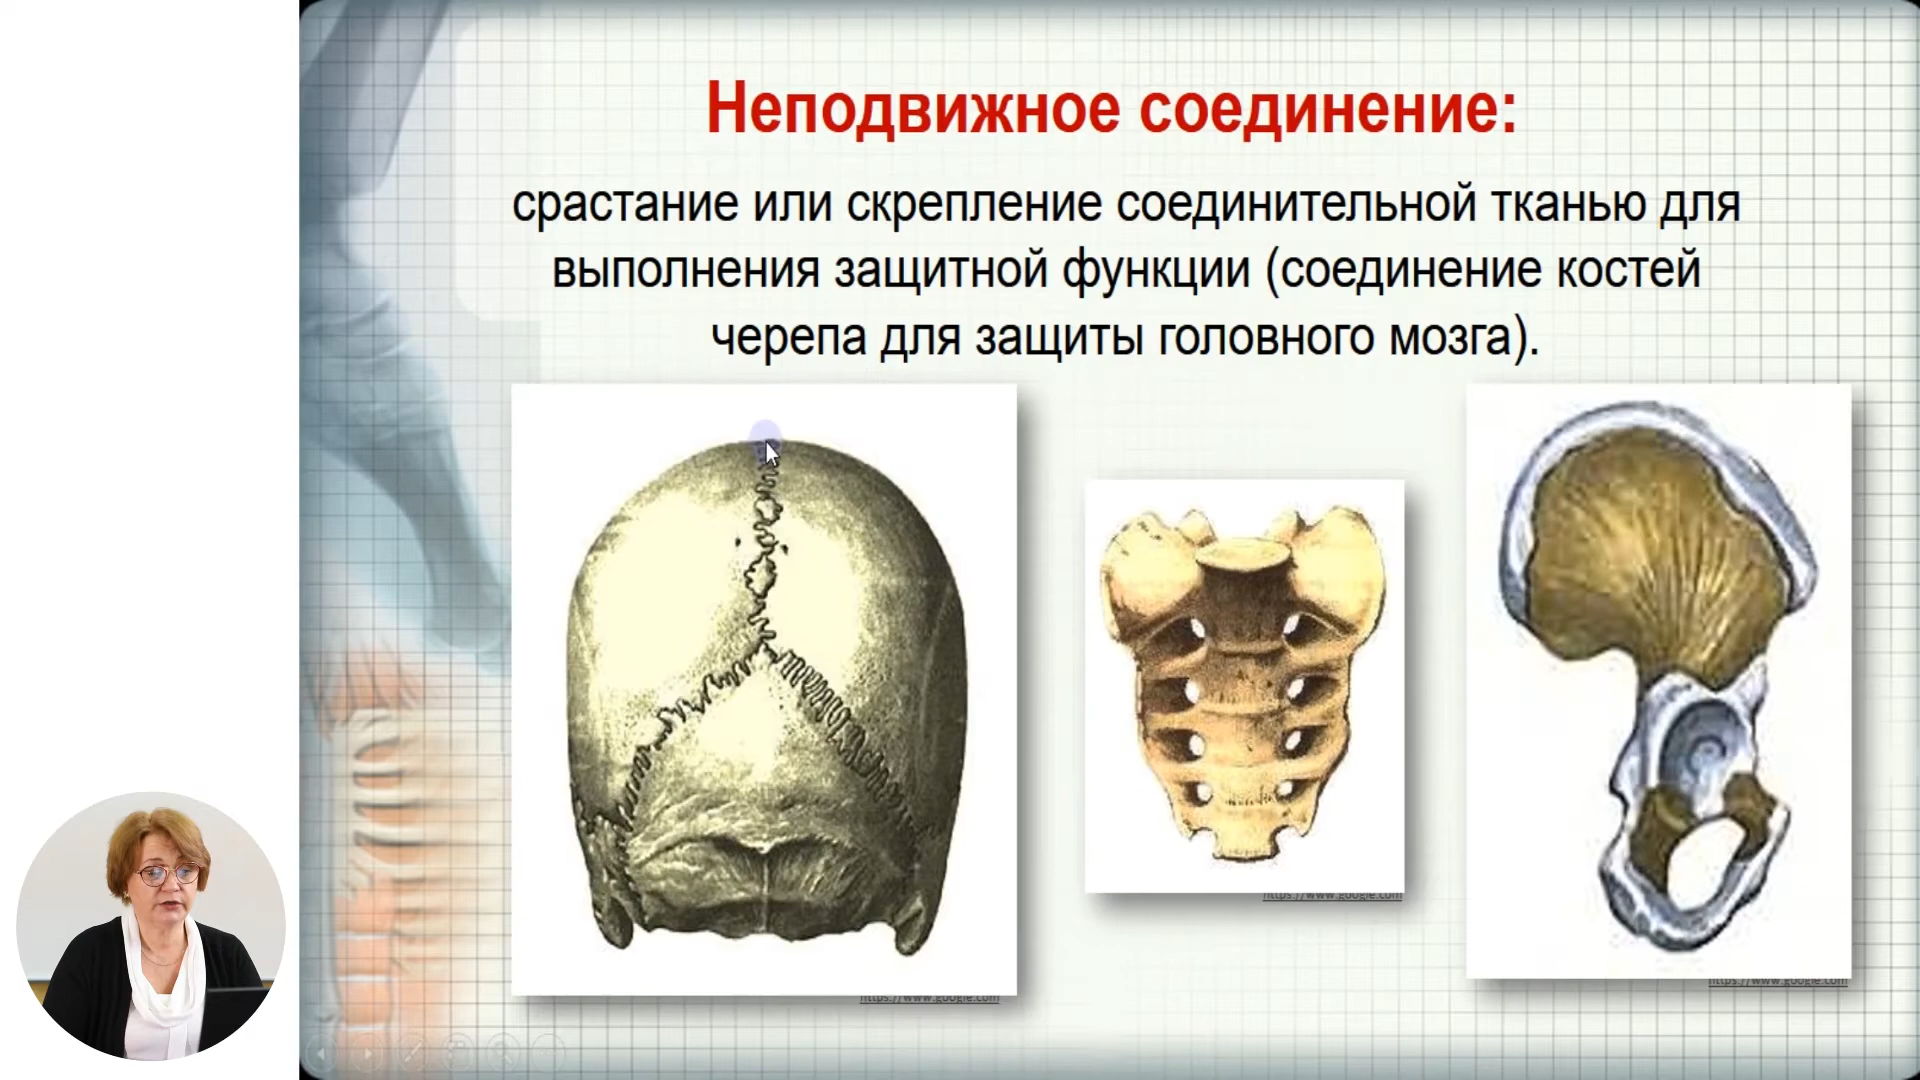 Неподвижное соединение:
срастание или скрепление соединительной тканью для
выполнения защитной функции (соединение костей
черепа для защиты головного мозга).
https://www.google.com
https://www.google.com
https://www.google.com